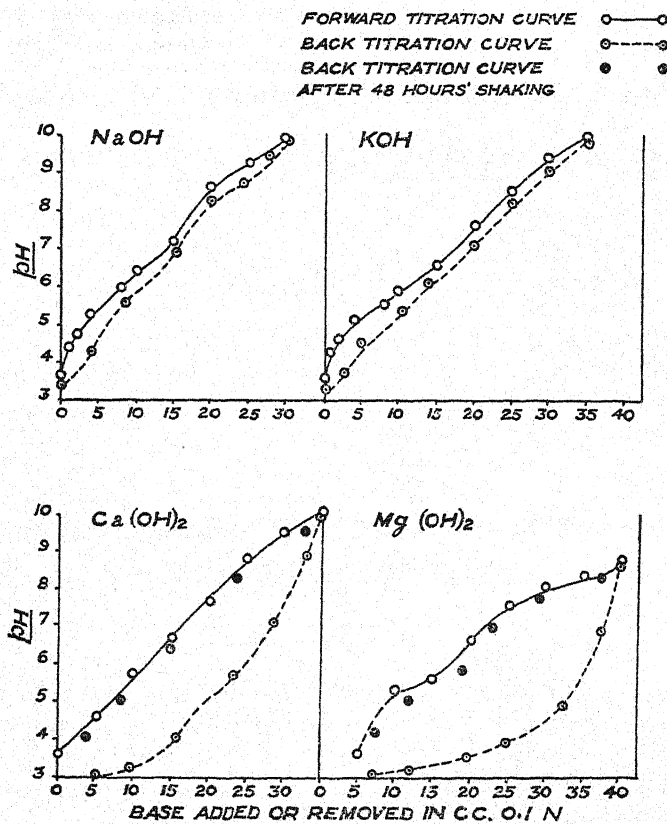 FORWARD TITRATION CURVE
BACK TITRATION CURVE
BACK TITRATION CURVE
AFTER 48 HOURS' SHAKING
NaOH
KOH
10
9
8
7
6
5
4
3
pH
0 5 10 15 20 25 30 0 5 10 15 20 25 30 35 40
Ca(OH)2
Mg(OH)2
10
9
8
7
6
5
4
3
pH
0 5 10 15 20 25 30 0 5 10 15 20 25 30 35 40
BASE ADDED OR REMOVED IN C.C. 0.1 N